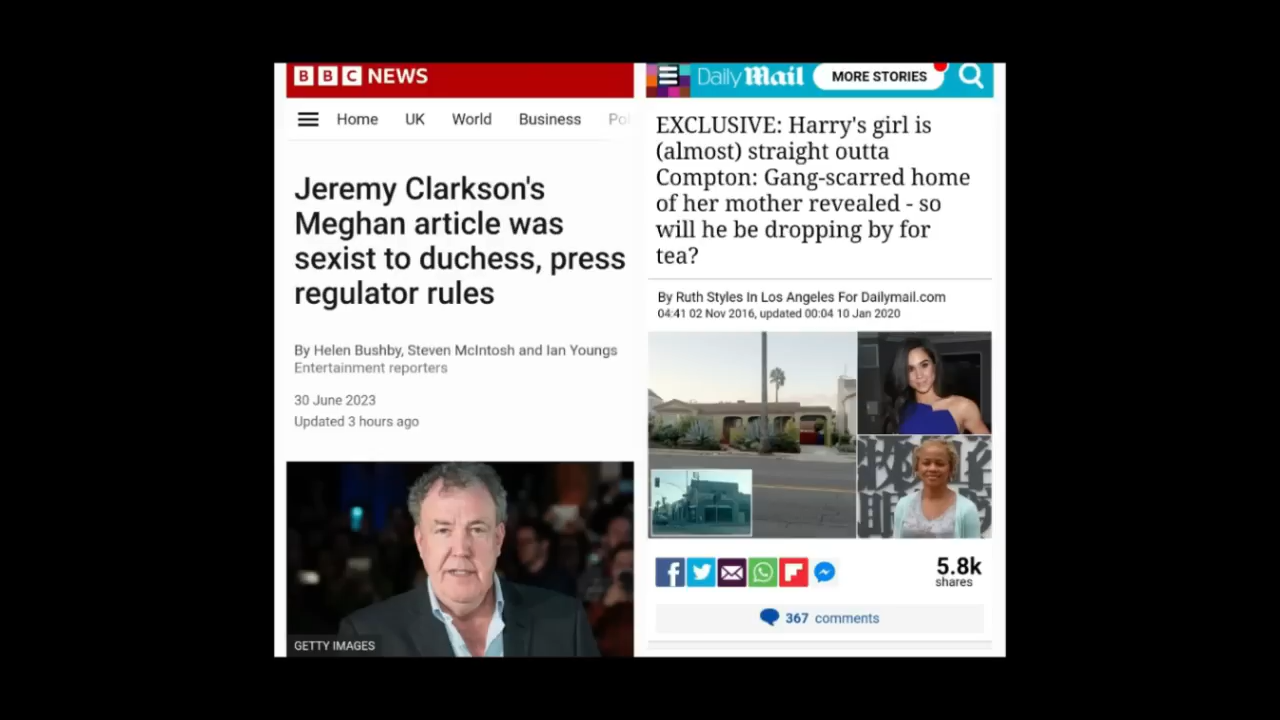 BBC NEWS
Home UK World Business
Jeremy Clarkson's
Meghan article was
sexist to duchess, press
regulator rules
By Helen Bushby, Steven McIntosh and Ian Youngs
Entertainment reporters
30 June 2023
Updated 3 hours ago
GETTY IMAGES
Daily Mail MORE STORIES
EXCLUSIVE: Harry's girl is
(almost) straight outta
Compton: Gang-scarred home
of her mother revealed - so
will he be dropping by for
tea?
By Ruth Styles In Los Angeles For Dailymail.com
04:41 02 Nov 2016, updated 00:04 10 Jan 2020
5.8k
shares
367 comments